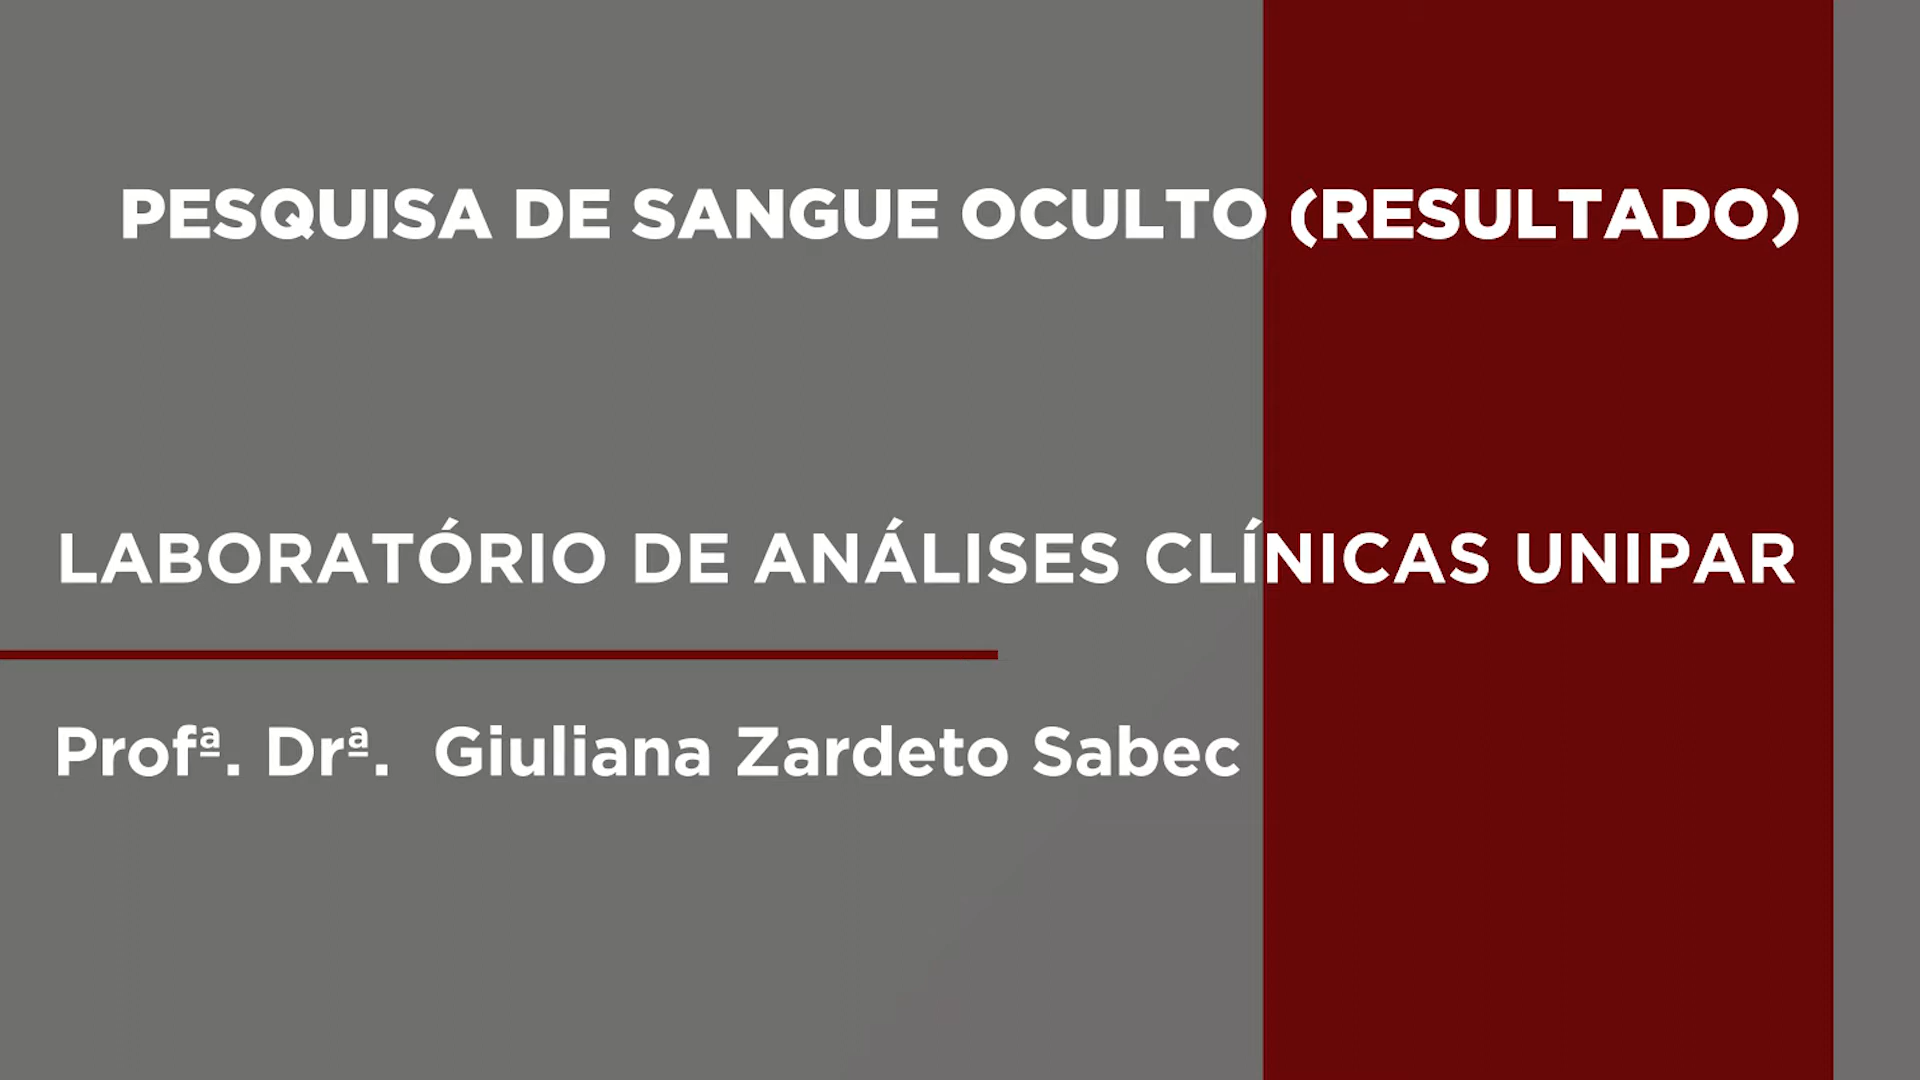 PESQUISA DE SANGUE OCULTO (RESULTADO)
LABORATÓRIO DE ANÁLISES CLÍNICAS UNIPAR
Profª. Drª.  Giuliana Zardeto Sabec